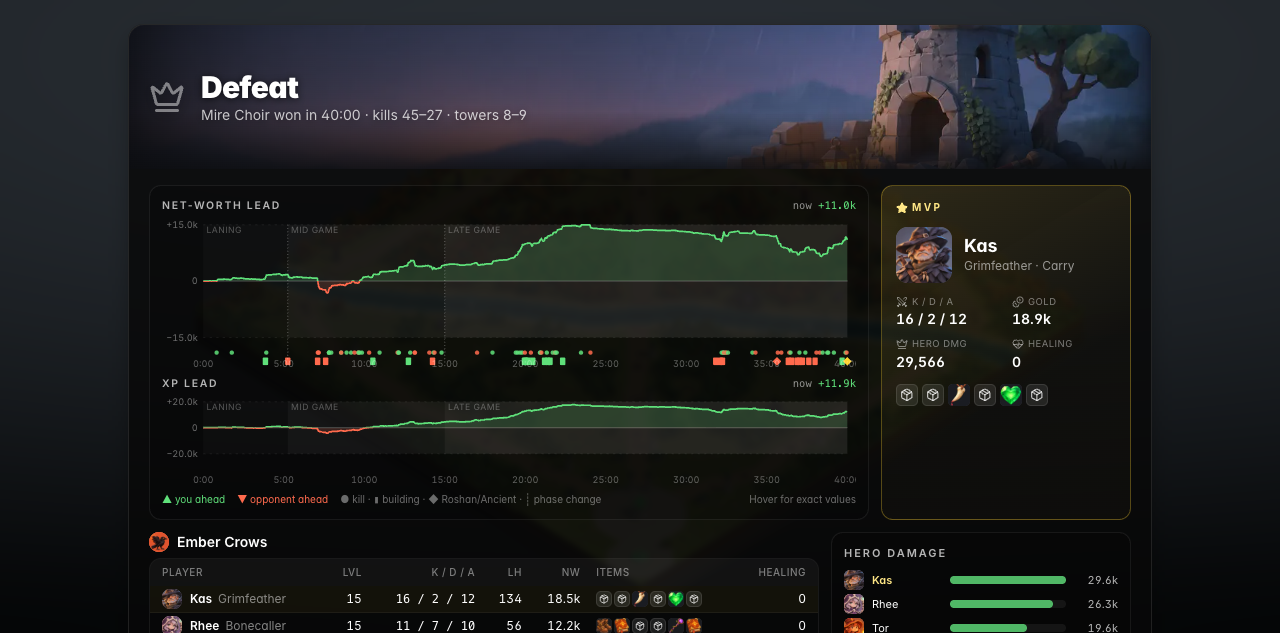 Defeat
Mire Choir won in 40:00 · kills 45–27 · towers 8–9
NET-WORTH LEAD
now +11.0k
+15.0k
LANING
MID GAME
LATE GAME
0
−15.0k
0:00
5:00
10:00
15:00
20:00
25:00
30:00
35:00
40:00
XP LEAD
now +11.9k
+20.0k
LANING
MID GAME
LATE GAME
0
−20.0k
0:00
5:00
10:00
15:00
20:00
25:00
30:00
35:00
40:0
you ahead
opponent ahead
kill · building · Roshan/Ancient · phase change
Hover for exact values
MVP
Kas
Grimfeather · Carry
K / D / A
GOLD
16 / 2 / 12
18.9k
HERO DMG
HEALING
29,566
0
Ember Crows
PLAYER LVL K / D / A LH NW ITEMS HEALING
Kas Grimfeather 15 16 / 2 / 12 134 18.5k 0
Rhee Bonecaller 15 11 / 7 / 10 56 12.2k 0
HERO DAMAGE
Kas 29.6k
Rhee 26.3k
Tor 19.6k